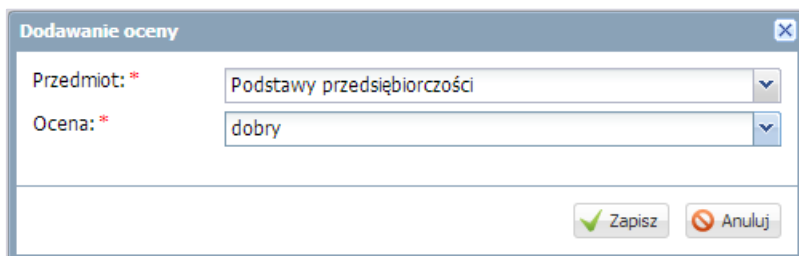 Dodawanie oceny
Przedmiot: * Podstawy przedsiębiorczości
Ocena: * dobry
Zapisz Anuluj